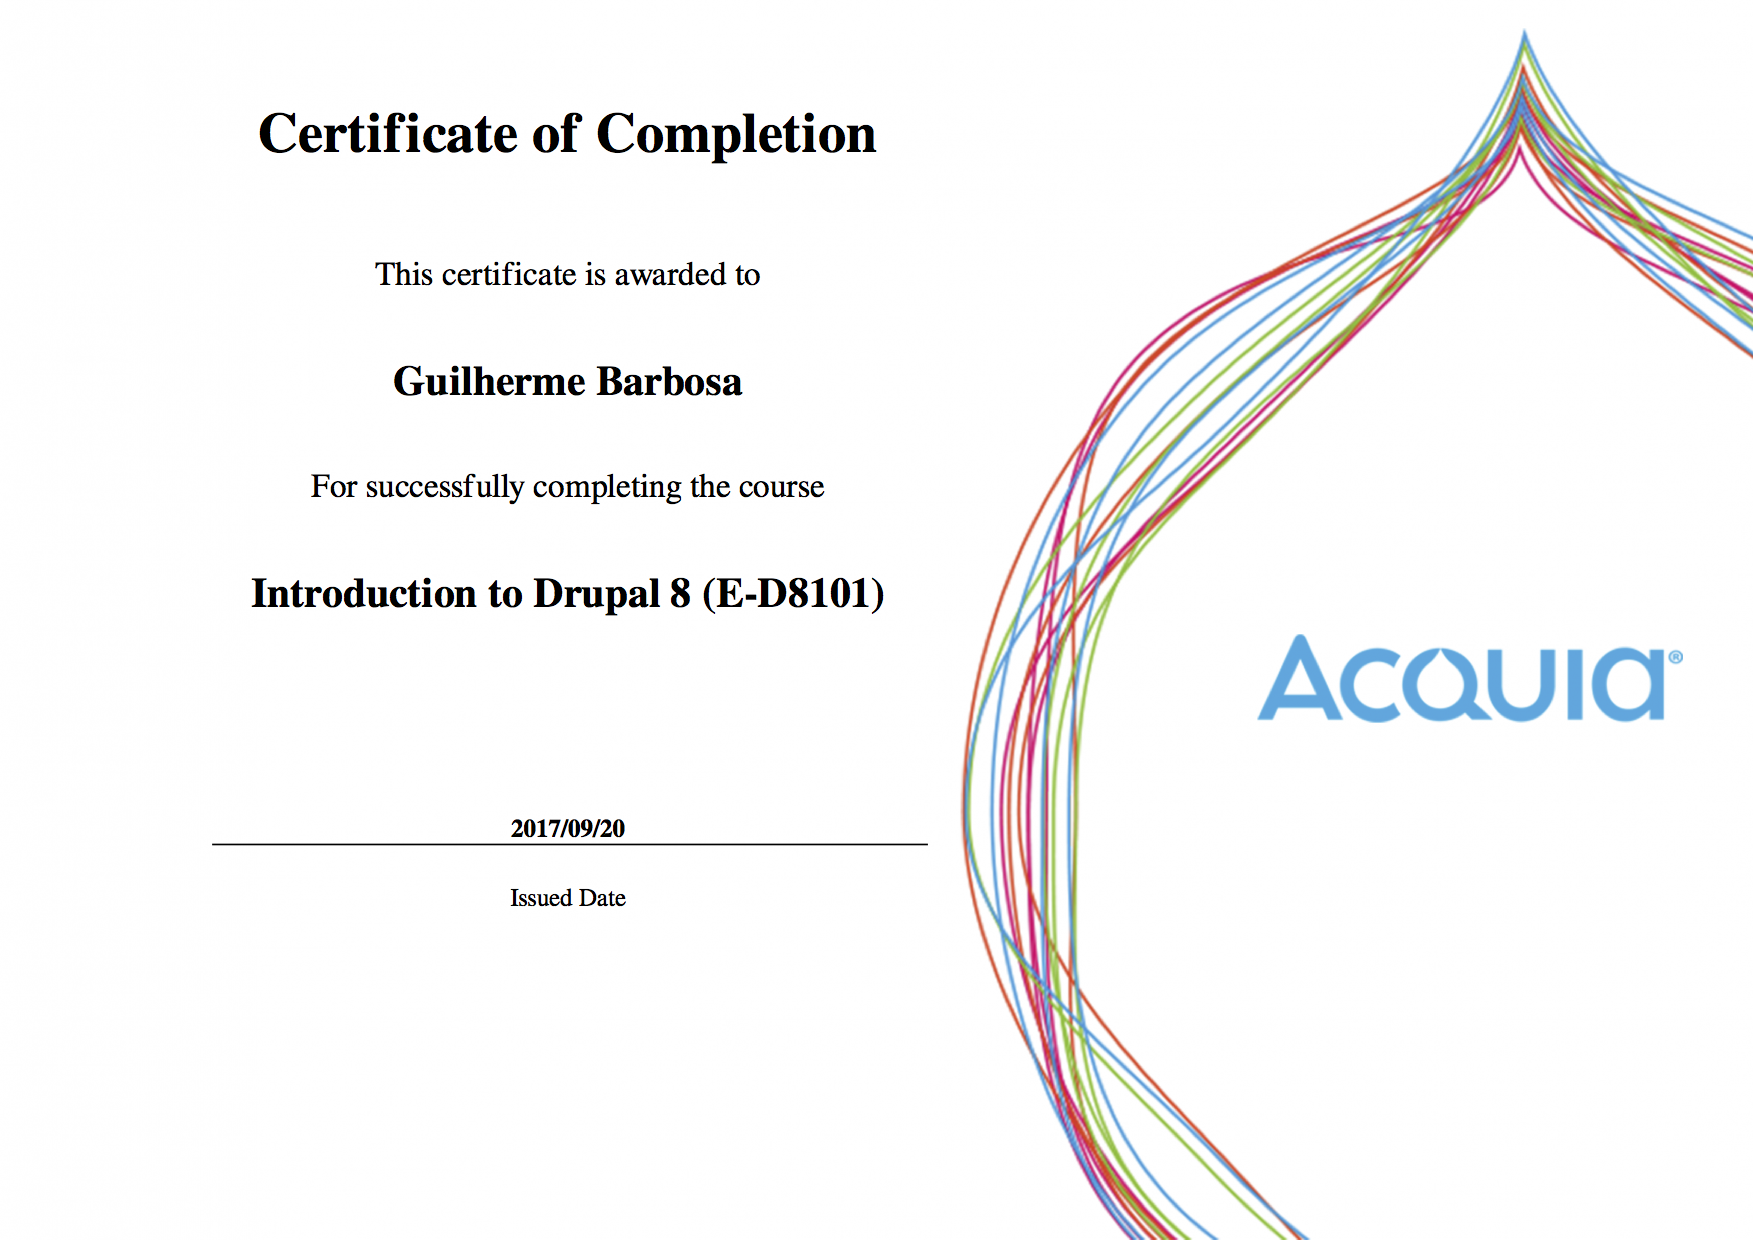 Certificate of Completion
This certificate is awarded to
Guilherme Barbosa
For successfully completing the course
Introduction to Drupal 8 (E-D8101)
2017/09/20
Issued Date
ACQUIA®